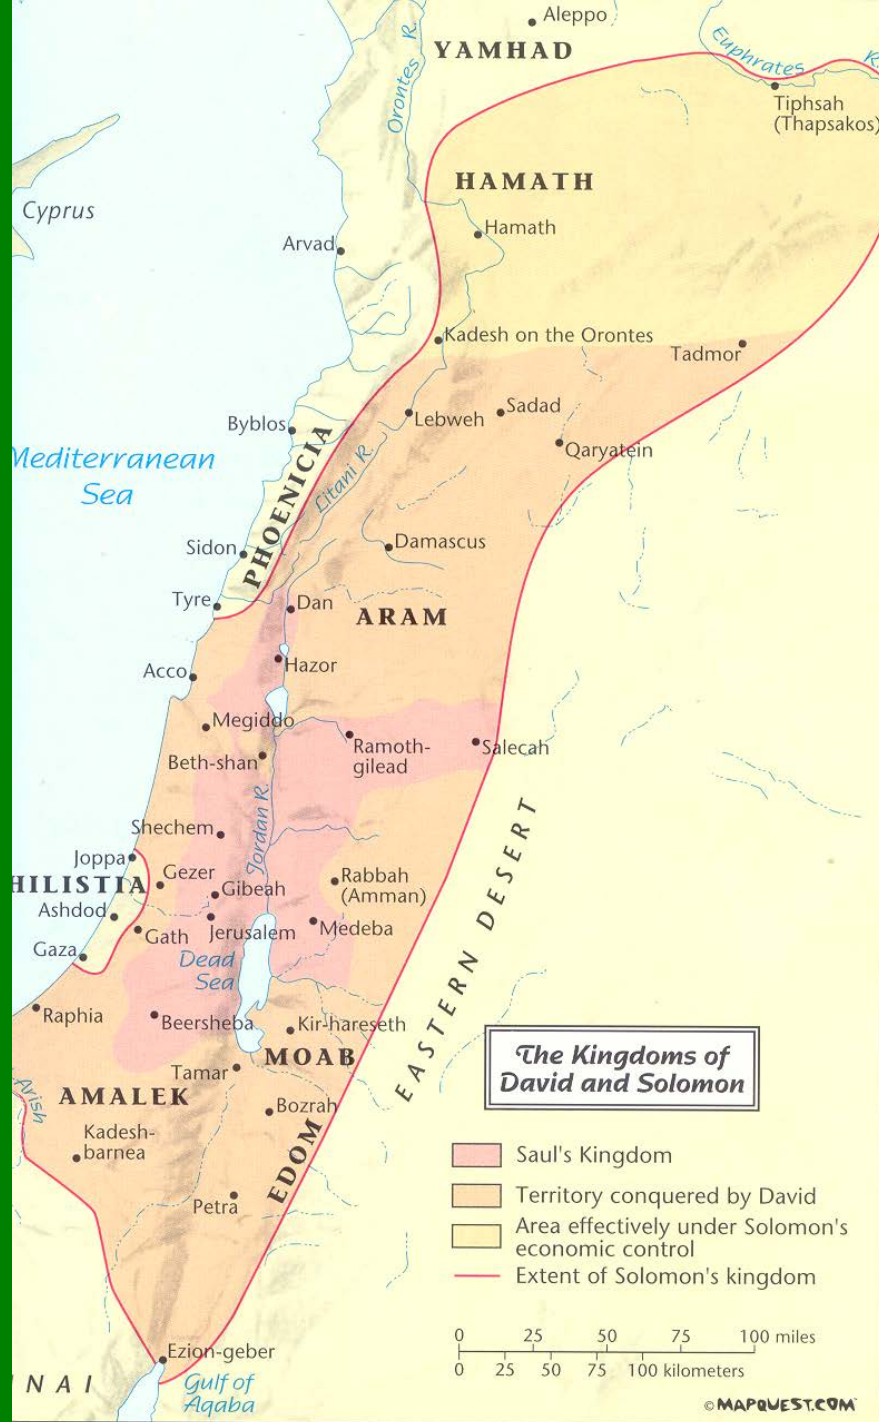 Aleppo
YAMHAD
Orontes R.
Euphrates R.
Tiphsah
(Thapsakos)
HAMATH
Cyprus
Hamath
Arvad
Kadesh on the Orontes
Tadmor
Sadad
Lebweh
Byblos
Qaryatein
Mediterranean
Sea
PHOENICIA
Litani R.
Sidon
Damascus
Tyre
Dan
ARAM
Hazor
Acco
Megiddo
Ramoth-
gilead
Salecah
Beth-shan
Jordan R.
Shechem
Joppa
HILISTIA
Gezer
Gibeah
Rabbah
(Amman)
Ashdod
Gath
Jerusalem
Medeba
Gaza
Dead
Sea
EASTERN DESERT
Raphia
Beersheba
Kir-hareseth
MOAB
Tamar
AMALEK
Arish
Bozrah
Kadesh-
barnea
EDOM
Petra
Ezion-geber
Gulf of
Aqaba
NAI
The Kingdoms of
David and Solomon
Saul's Kingdom
Territory conquered by David
Area effectively under Solomon's
economic control
Extent of Solomon's kingdom
0 25 50 75 100 miles
0 25 50 75 100 kilometers
©MAPQUEST.COM™